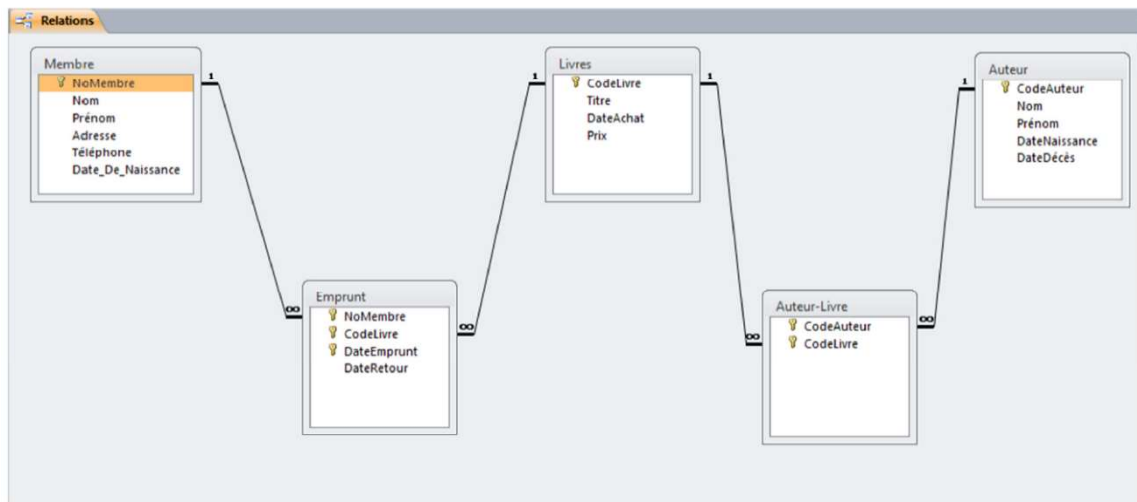 Relations
Membre
NoMembre
Nom
Prénom
Adresse
Téléphone
Date_De_Naissance
1
Livres
CodeLivre
Titre
DateAchat
Prix
1
1
Auteur
CodeAuteur
Nom
Prénom
DateNaissance
DateDécès
1
Emprunt
NoMembre
CodeLivre
DateEmprunt
DateRetour
∞
∞
Auteur-Livre
CodeAuteur
CodeLivre
∞
∞